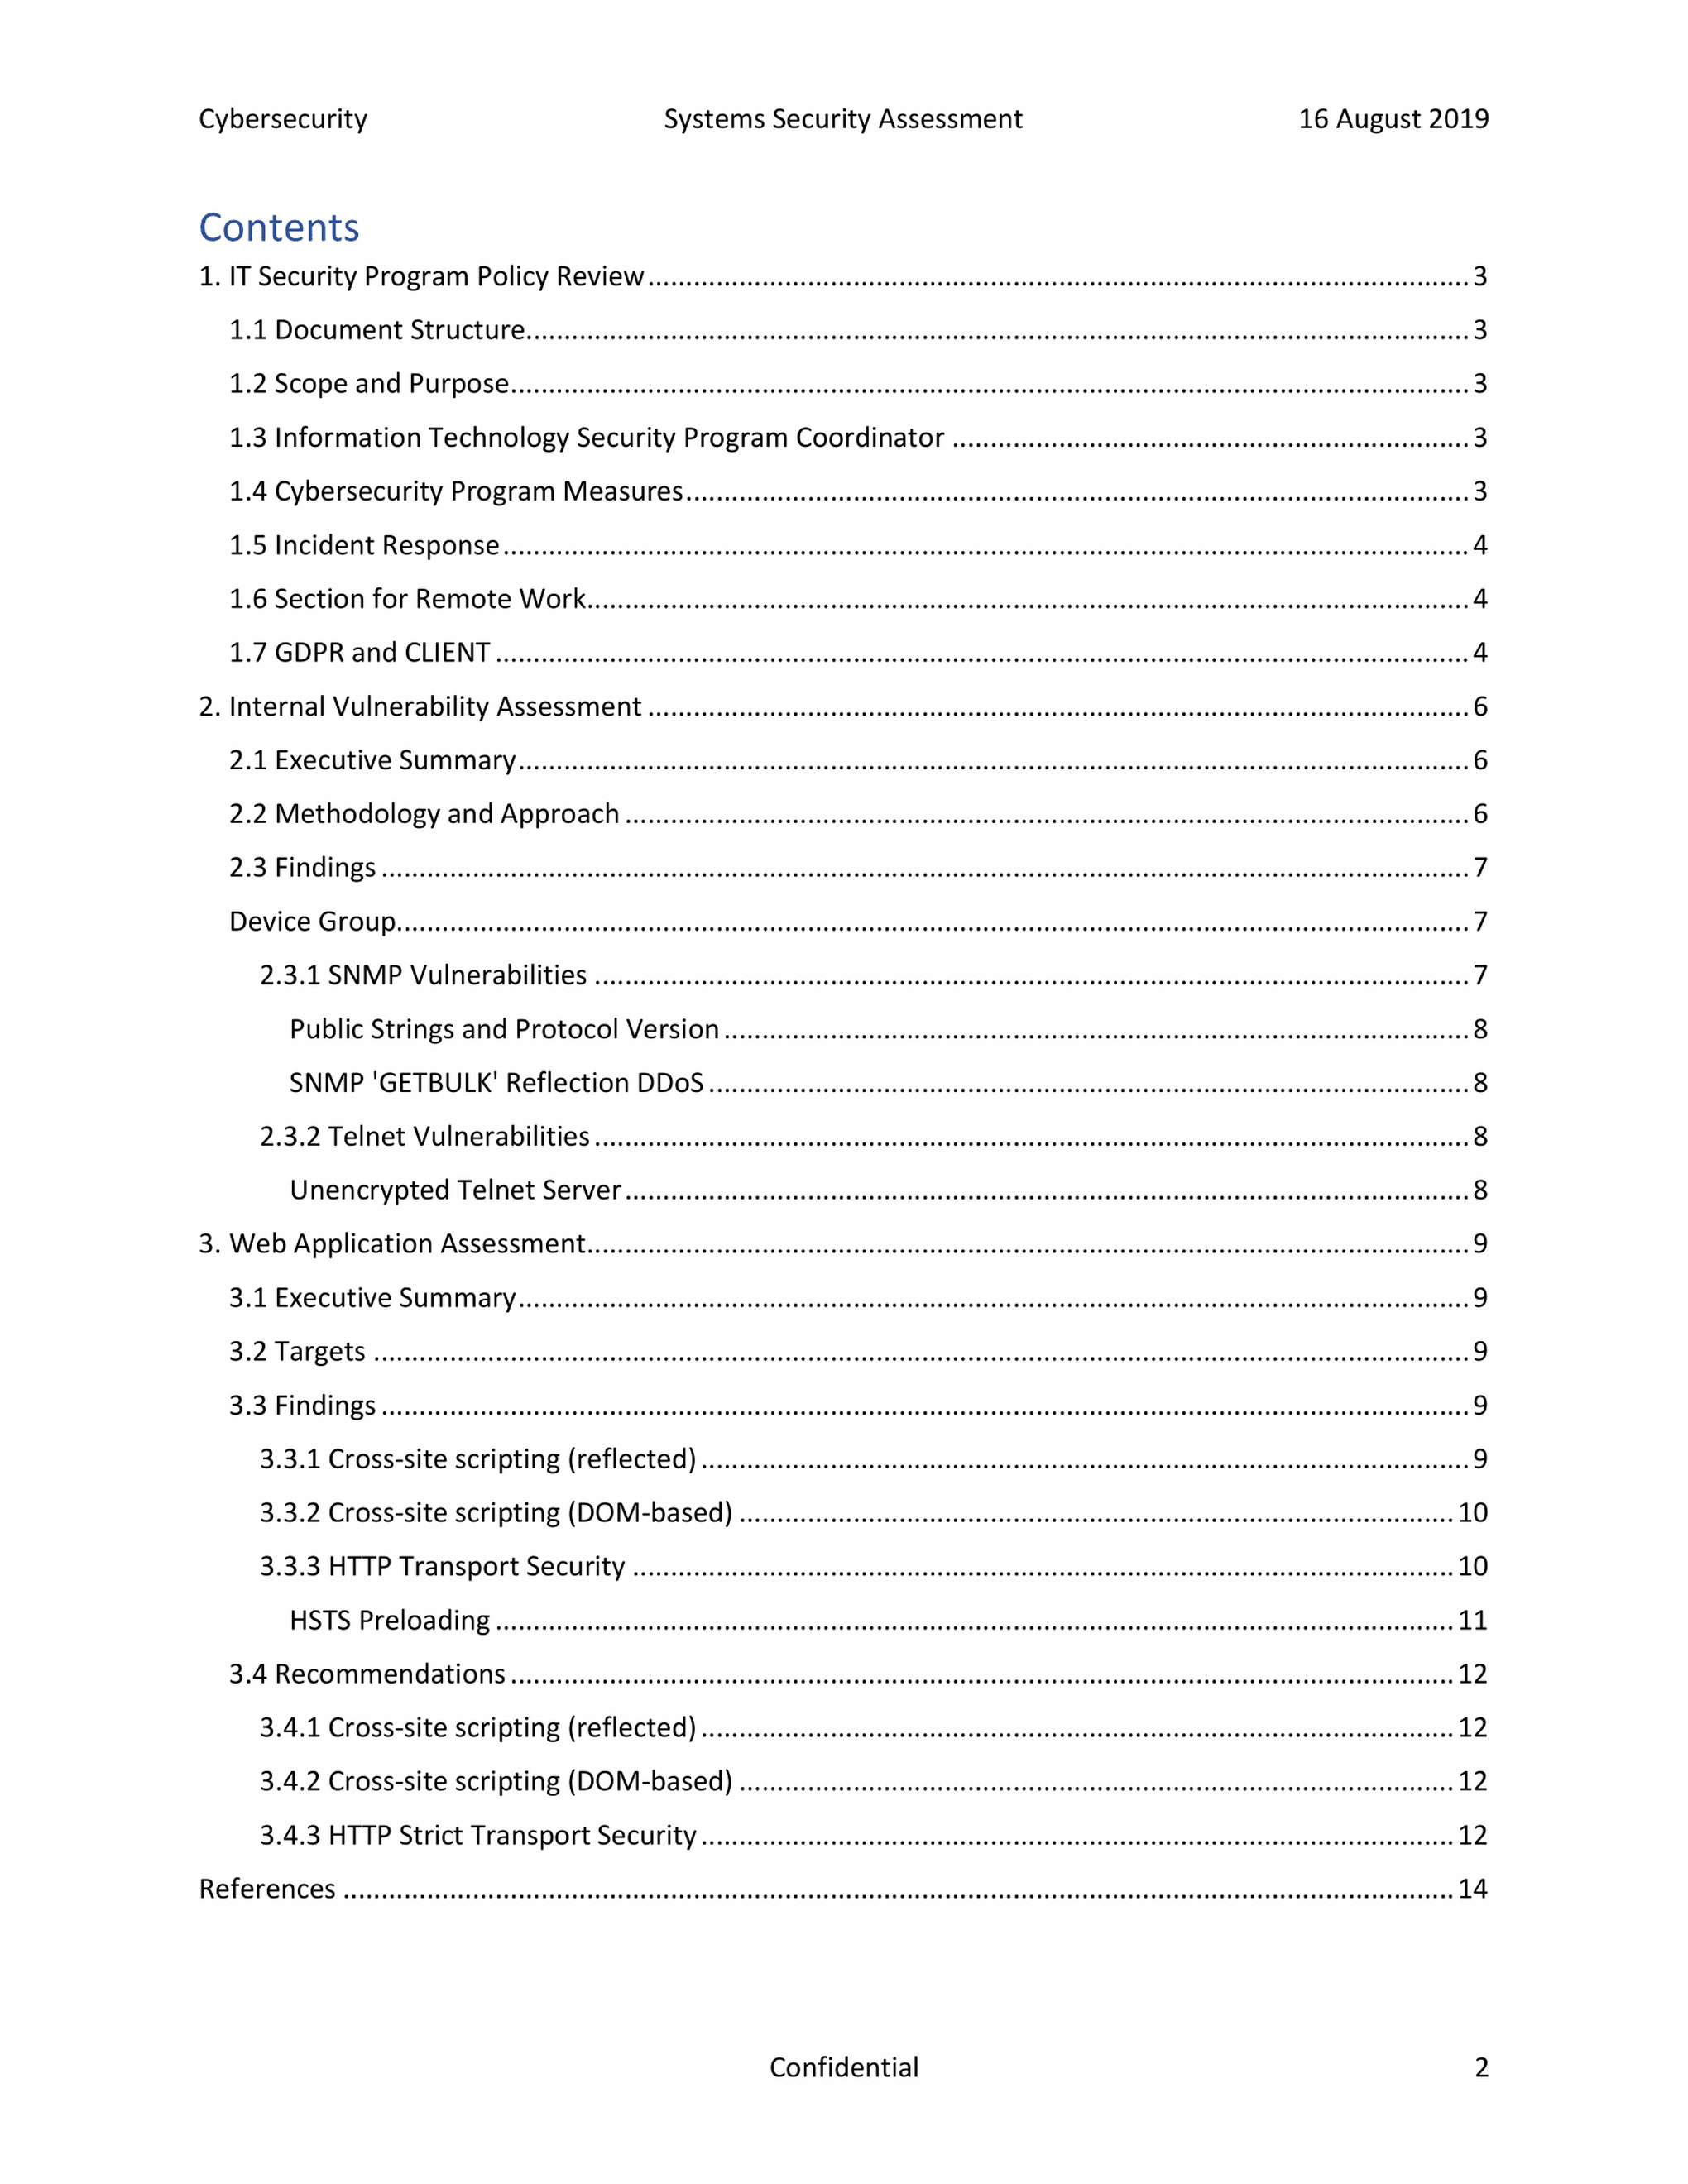 Cybersecurity Systems Security Assessment 16 August 2019
Contents
1. IT Security Program Policy Review 3
1.1 Document Structure 3
1.2 Scope and Purpose 3
1.3 Information Technology Security Program Coordinator 3
1.4 Cybersecurity Program Measures 3
1.5 Incident Response 4
1.6 Section for Remote Work 4
1.7 GDPR and CLIENT 4
2. Internal Vulnerability Assessment 6
2.1 Executive Summary 6
2.2 Methodology and Approach 6
2.3 Findings 7
Device Group 7
2.3.1 SNMP Vulnerabilities 7
Public Strings and Protocol Version 8
SNMP 'GETBULK' Reflection DDoS 8
2.3.2 Telnet Vulnerabilities 8
Unencrypted Telnet Server 8
3. Web Application Assessment 9
3.1 Executive Summary 9
3.2 Targets 9
3.3 Findings 9
3.3.1 Cross-site scripting (reflected) 9
3.3.2 Cross-site scripting (DOM-based) 10
3.3.3 HTTP Transport Security 10
HSTS Preloading 11
3.4 Recommendations 12
3.4.1 Cross-site scripting (reflected) 12
3.4.2 Cross-site scripting (DOM-based) 12
3.4.3 HTTP Strict Transport Security 12
References 14
Confidential 2